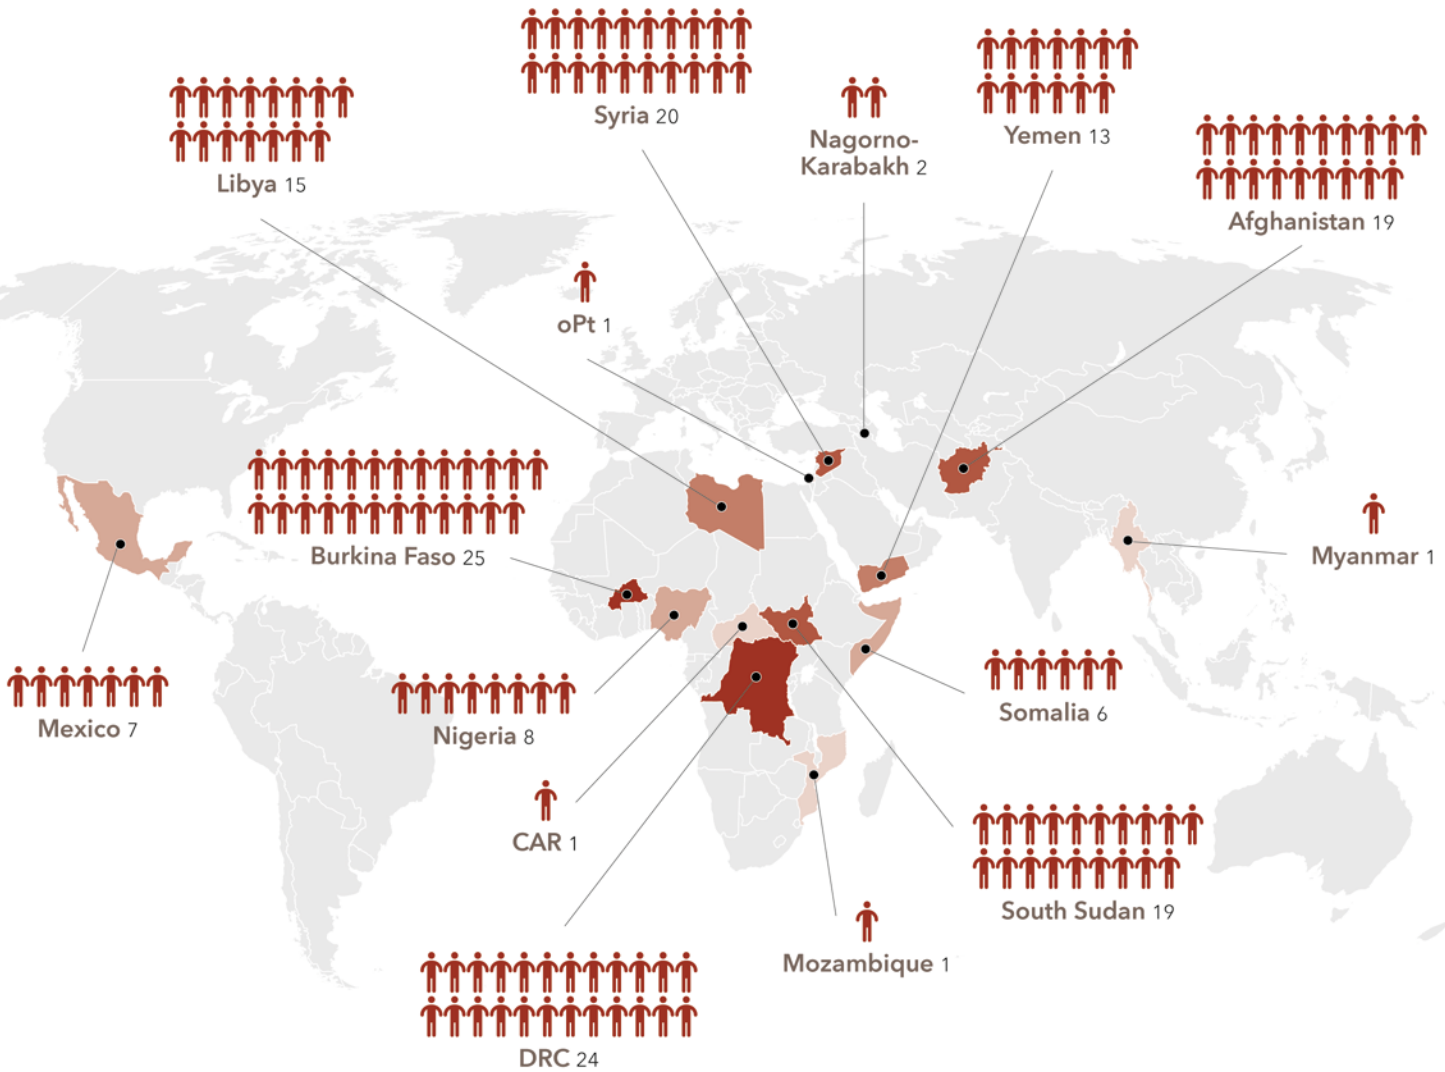 Syria 20
Yemen 13
Nagorno-
Karabakh 2
Libya 15
Afghanistan 19
oPt 1
Burkina Faso 25
Myanmar 1
Mexico 7
Nigeria 8
Somalia 6
CAR 1
South Sudan 19
Mozambique 1
DRC 24